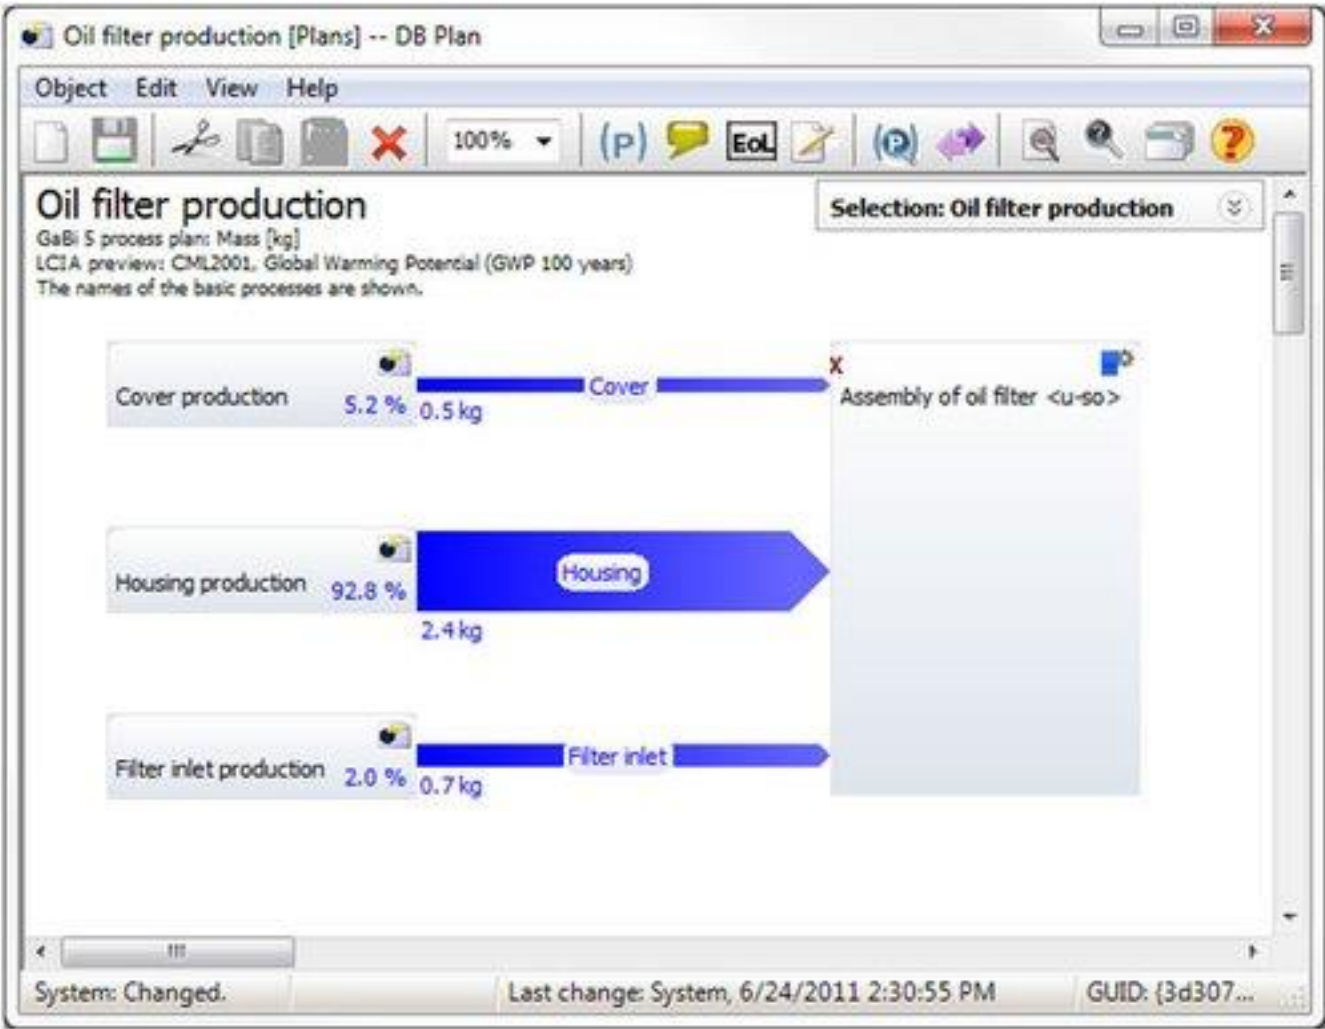 Oil filter production [Plans] -- DB Plan
Object Edit View Help
100% (P) EoL (P) ?
Oil filter production
Selection: Oil filter production
GaBi 5 process plan: Mass [kg]
LCIA preview: CML2001, Global Warming Potential (GWP 100 years)
The names of the basic processes are shown.
Cover production
5.2 %
0.5 kg
Cover
X
Assembly of oil filter <u-so>
Housing production
92.8 %
Housing
2.4 kg
Filter inlet production
2.0 %
0.7 kg
Filter inlet
System: Changed.
Last change: System, 6/24/2011 2:30:55 PM
GUID: {3d307...